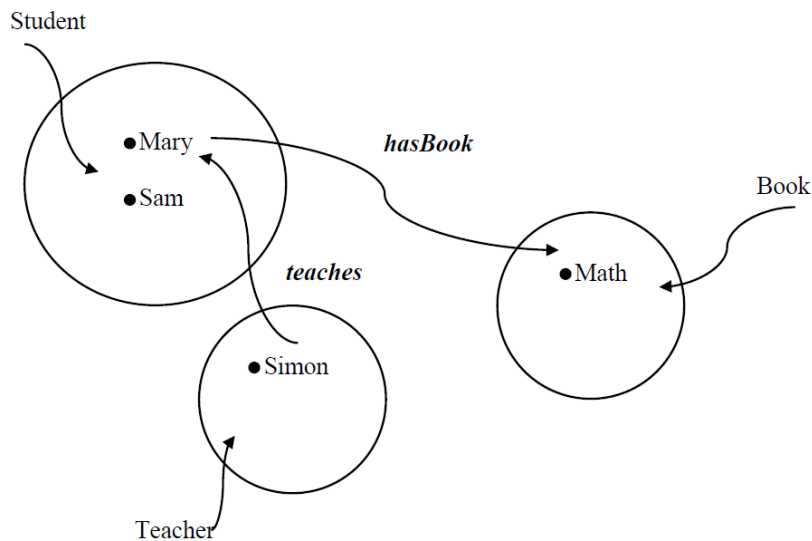 Student
Mary
hasBook
Sam
Book
teaches
Math
Simon
Teacher